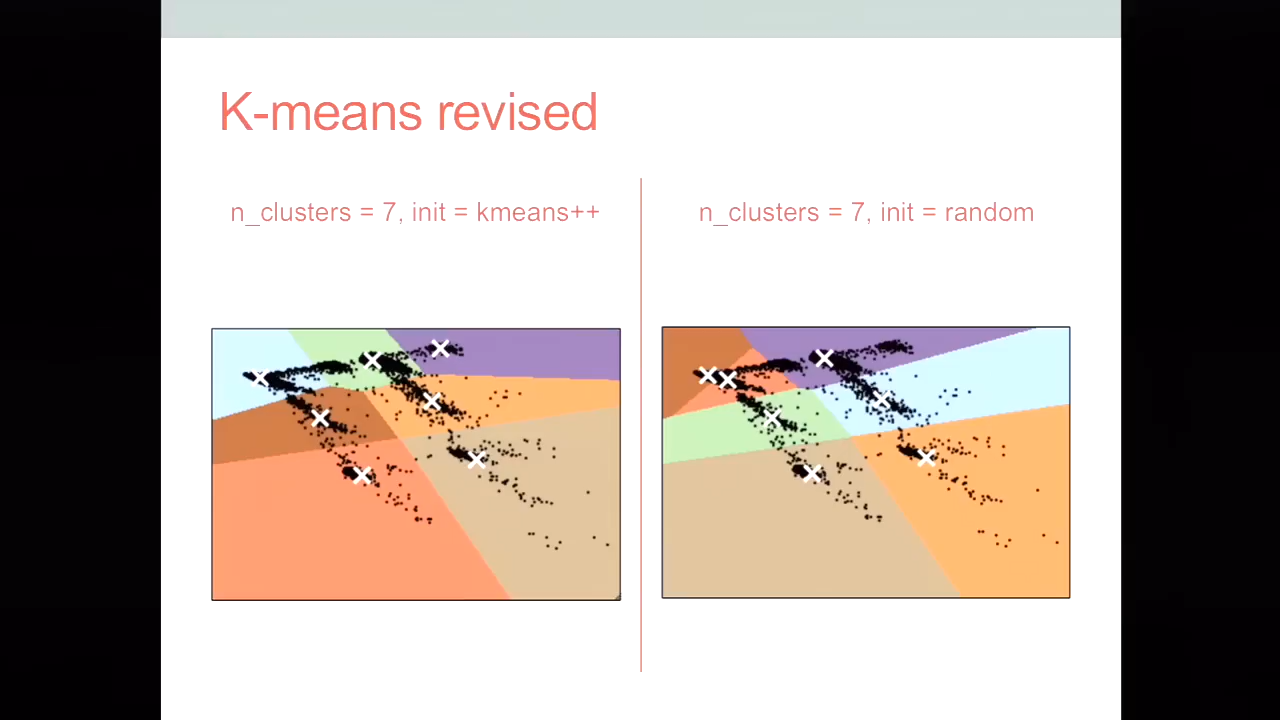 K-means revised
n_clusters = 7, init = kmeans++
n_clusters = 7, init = random